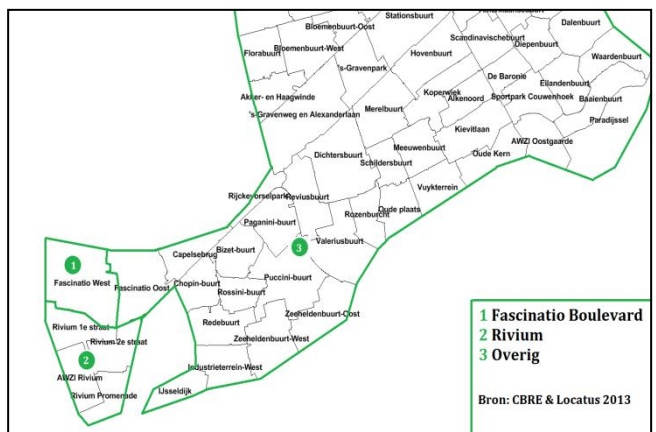 Stationsbuurt
Bloemenbuurt-Oost
Dalenbuurt
Scandinavischebuurt
Diepenbuurt
Florabuurt
Bloemenbuurt-West
Hovenbuurt
Waardenbuurt
's-Gravenpark
De Baronie
Eilandenbuurt
Koperwiek
Akker- en Haagwinde
Alkenoord
Sportpark Couwenhoek
Baaienbuurt
Merelbuurt
's-Gravenweg en Alexanderlaan
Paradijssel
Kievitlaan
AWZI Oostgaarde
Meeuwenbuurt
Dichtersbuurt
Oude Kern
Schildersbuurt
Vuykterrein
Rijckevorselpark
Reviusbuurt
Rozenburcht
Oude plaats
Paganini-buurt
Valeriusbuurt
3
Capelsebrug
Bizet-buurt
1
Fascinatio West
Fascinatio Oost
Chopin-buurt
Puccini-buurt
Rossini-buurt
Zeeheldenbuurt-Oost
Redebuurt
Rivium 1e straat
Rivium 2e straat
Zeeheldenbuurt-West
2
Industrieterrein-West
AWZI Rivium
IJsseldijk
Rivium Promenade
1 Fascinatio Boulevard
2 Rivium
3 Overig
Bron: CBRE & Locatus 2013